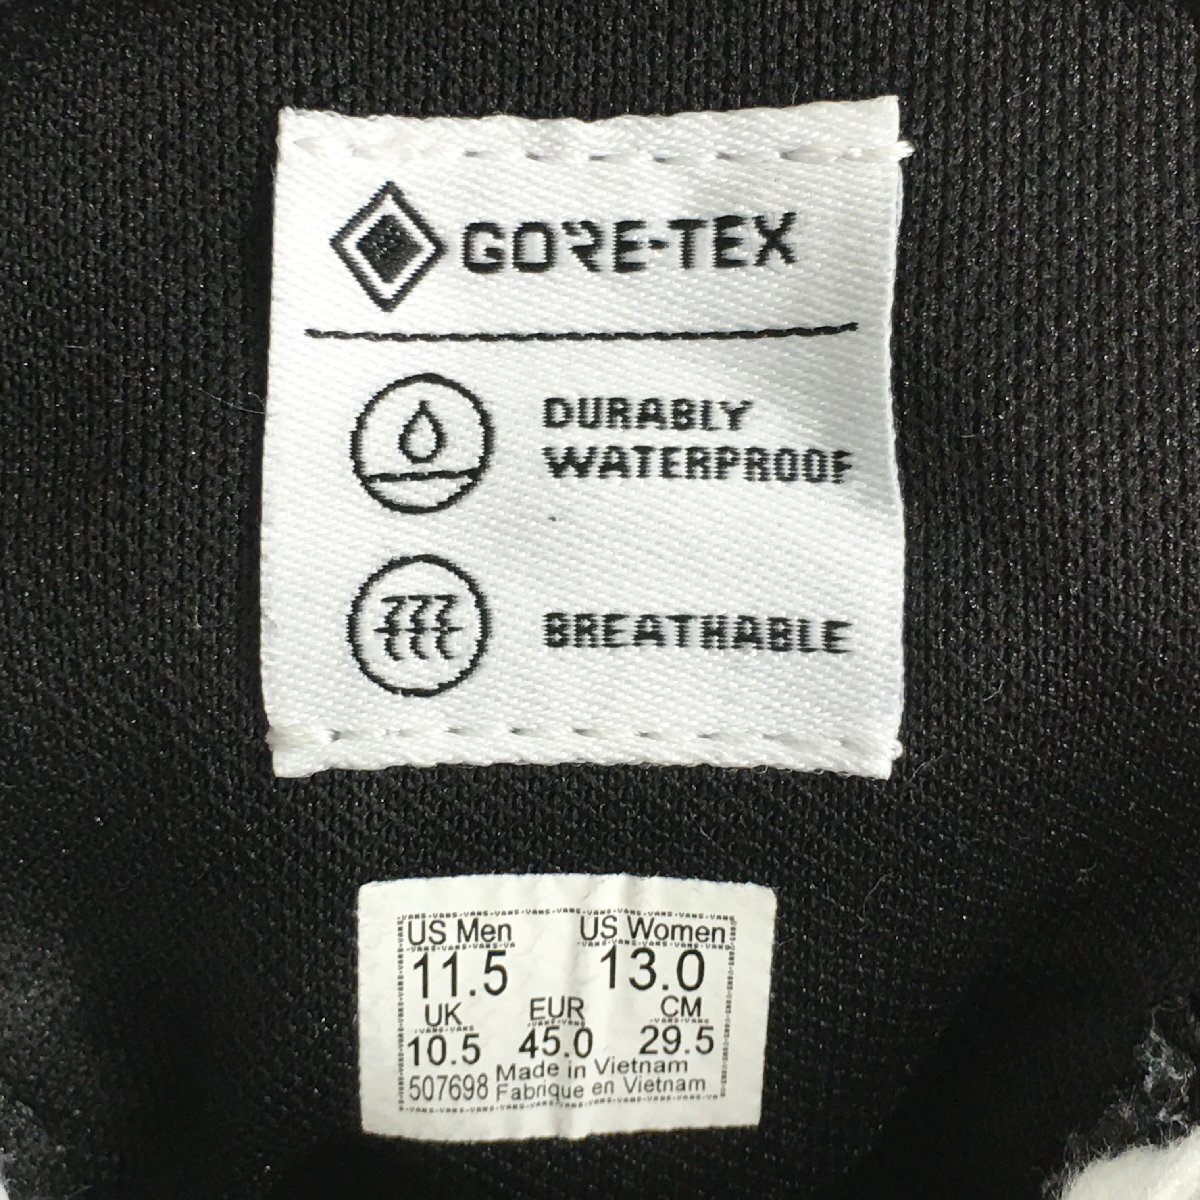 GORE-TEX
DURABLY
WATERPROOF
BREATHABLE
US Men US Women
11.5 13.0
UK EUR CM
10.5 45.0 29.5
Made in Vietnam
507698 Fabrique en Vietnam